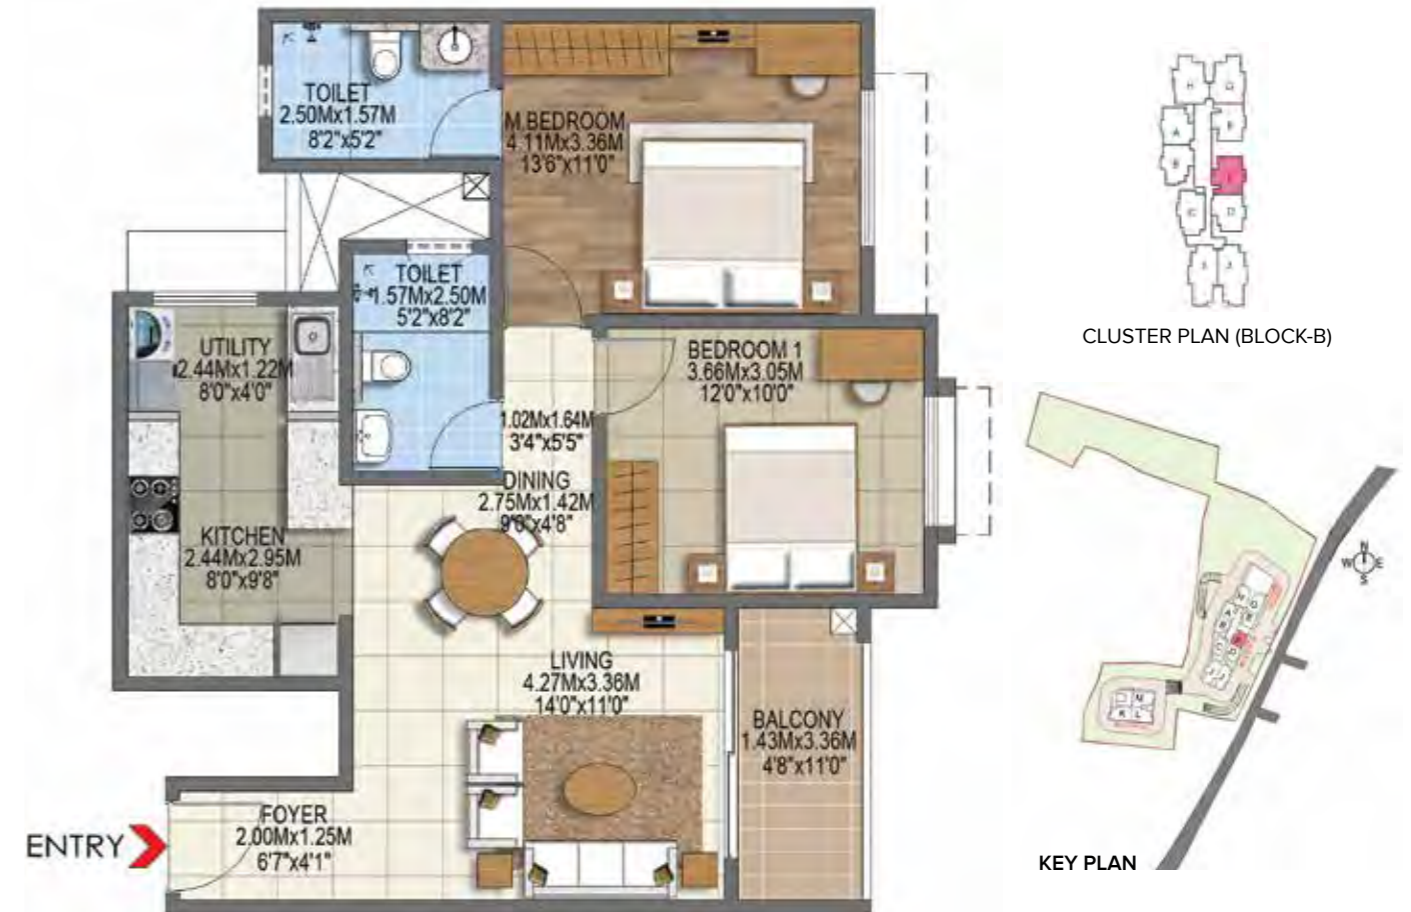 TOILET
2.50Mx1.57M
8'2"x5'2"
M.BEDROOM
4.11Mx3.36M
13'6"x11'0"
TOILET
1.57Mx2.50M
5'2"x8'2"
UTILITY
2.44Mx1.22M
8'0"x4'0"
BEDROOM 1
3.66Mx3.05M
12'0"x10'0"
1.02Mx1.64M
3'4"x5'5"
DINING
2.75Mx1.42M
9'0"x4'8"
KITCHEN
2.44Mx2.95M
8'0"x9'8"
LIVING
4.27Mx3.36M
14'0"x11'0"
BALCONY
1.43Mx3.36M
4'8"x11'0"
FOYER
2.00Mx1.25M
6'7"x4'1"
ENTRY
H G
A F
B
C D
J
CLUSTER PLAN (BLOCK-B)
N
W E
S
H G
A
C D
N
K L
KEY PLAN